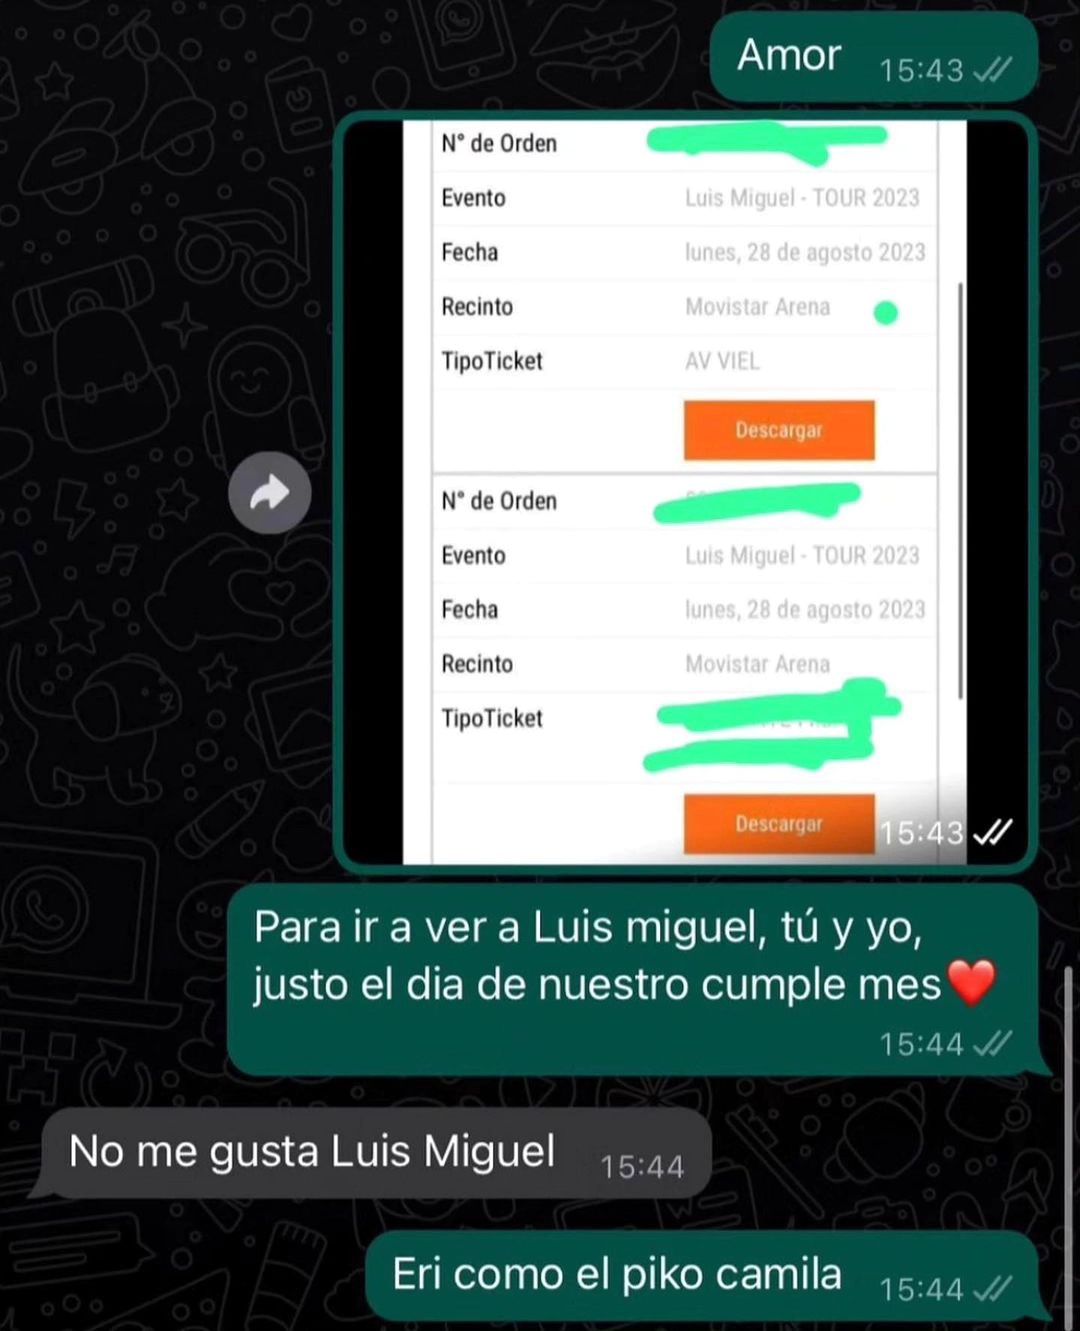 Amor
15:43
N° de Orden
Evento Luis Miguel - TOUR 2023
Fecha lunes, 28 de agosto 2023
Recinto Movistar Arena
TipoTicket AV VIEL
Descargar
N° de Orden
Evento Luis Miguel - TOUR 2023
Fecha lunes, 28 de agosto 2023
Recinto Movistar Arena
TipoTicket
Descargar
15:43
Para ir a ver a Luis miguel, tú y yo,
justo el dia de nuestro cumple mes❤️
15:44
No me gusta Luis Miguel
15:44
Eri como el piko camila
15:44